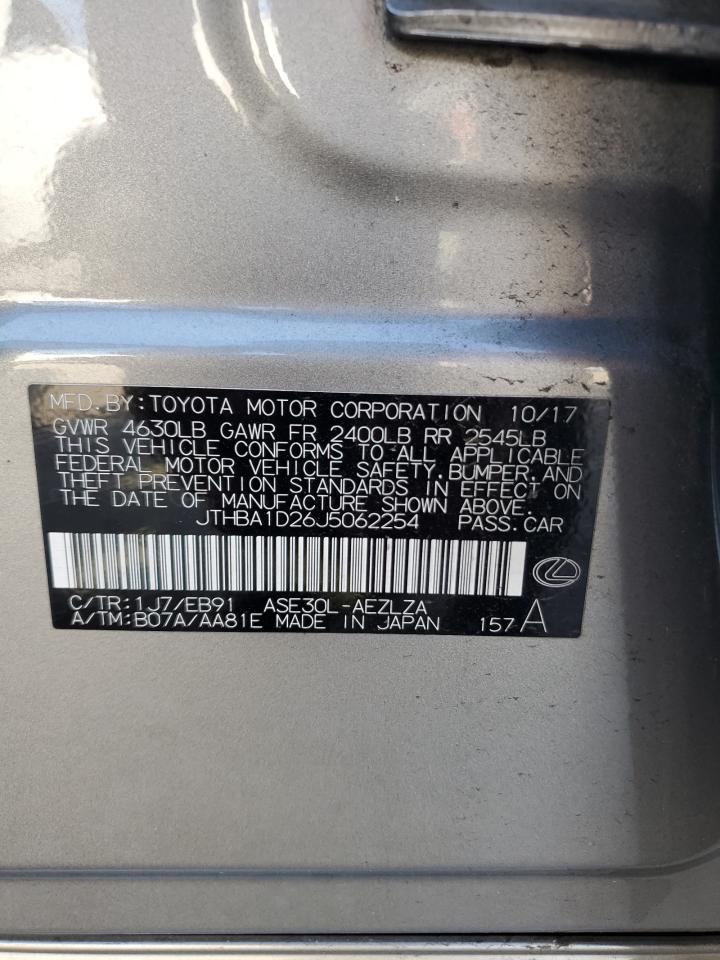 MFD. BY: TOYOTA MOTOR CORPORATION 10/17
GVWR 4630LB GAWR FR 2400LB RR 2545LB
THIS VEHICLE CONFORMS TO ALL APPLICABLE
FEDERAL MOTOR VEHICLE SAFETY, BUMPER, AND
THEFT PREVENTION STANDARDS IN EFFECT ON
THE DATE OF MANUFACTURE SHOWN ABOVE.
JTHBA1D26J5062254 PASS. CAR
C/TR: 1J7/EB91 ASE30L-AEZLZA
A/TM: B07A/AA81E MADE IN JAPAN 157 A